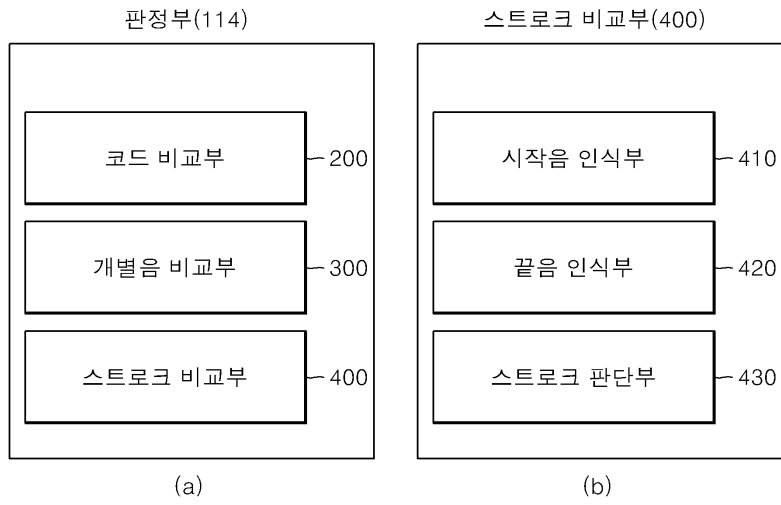 판정부(114)
코드 비교부
200
개별음 비교부
300
스트로크 비교부
400
(a)
스트로크 비교부(400)
시작음 인식부
410
끝음 인식부
420
스트로크 판단부
430
(b)